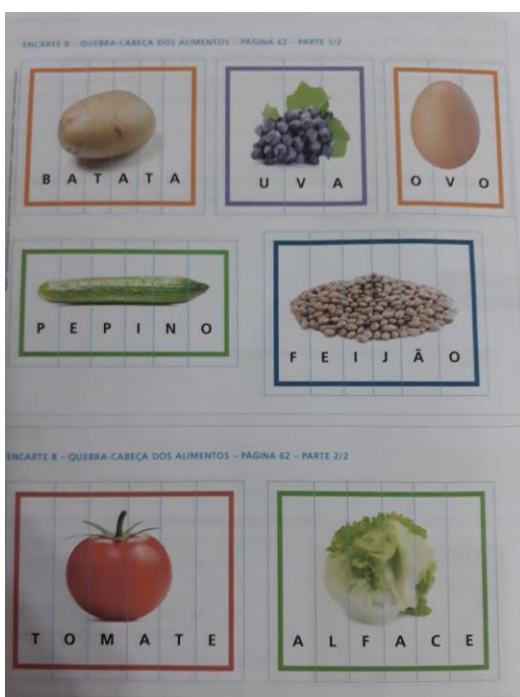 ENCARTE 8 – QUEBRA-CABEÇA DOS ALIMENTOS – PÁGINA 62 – PARTE 1/2
B A T A T A
U V A
O V O
P E P I N O
F E I J Ã O
ENCARTE 8 – QUEBRA-CABEÇA DOS ALIMENTOS – PÁGINA 62 – PARTE 2/2
T O M A T E
A L F A C E